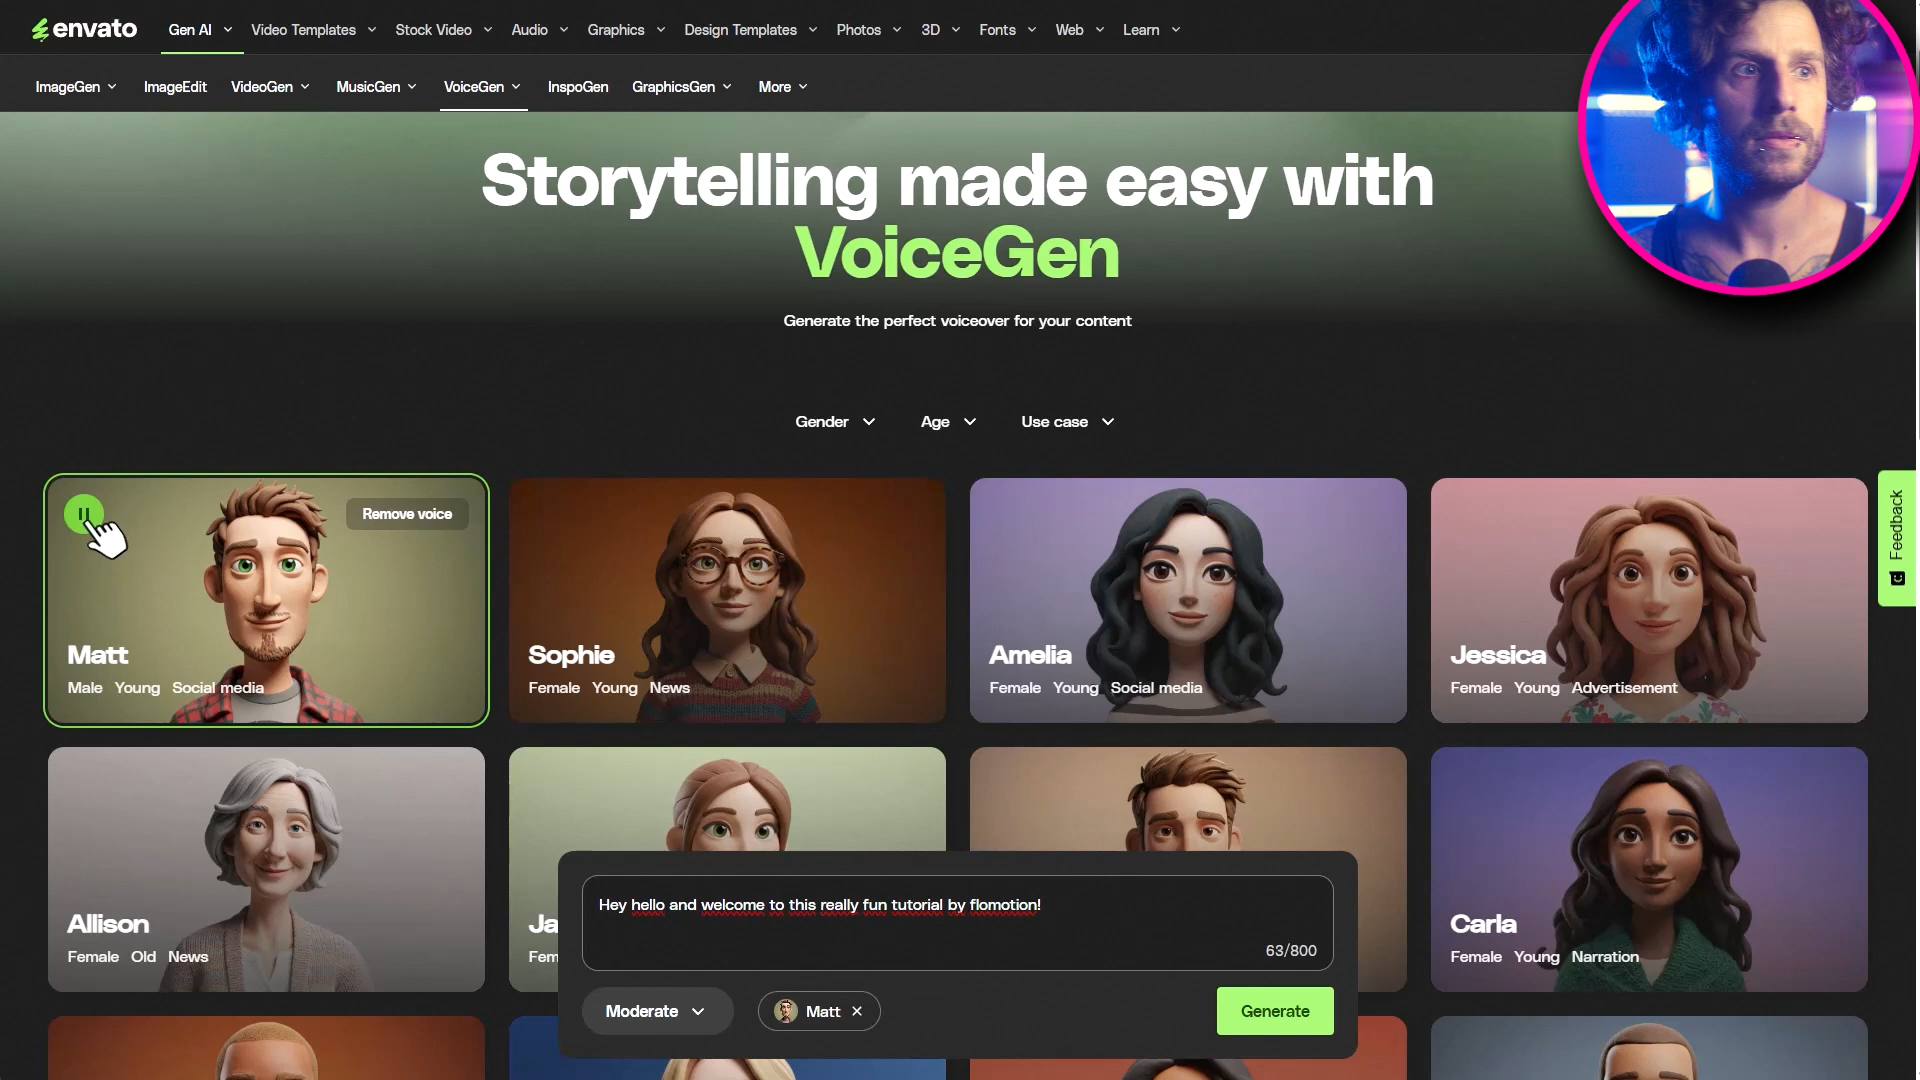 envato
Gen AI Video Templates Stock Video Audio Graphics Design Templates Photos 3D Fonts Web Learn
ImageGen ImageEdit VideoGen MusicGen VoiceGen InspoGen GraphicsGen More
Storytelling made easy with
VoiceGen
Generate the perfect voiceover for your content
Gender Age Use case
Remove voice
Matt
Male Young Social media
Sophie
Female Young News
Amelia
Female Young Social media
Jessica
Female Young Advertisement
Feedback
Allison
Female Old News
Ja
Fem
Carla
Female Young Narration
Hey hello and welcome to this really fun tutorial by flomotion!
63/800
Moderate Matt Generate